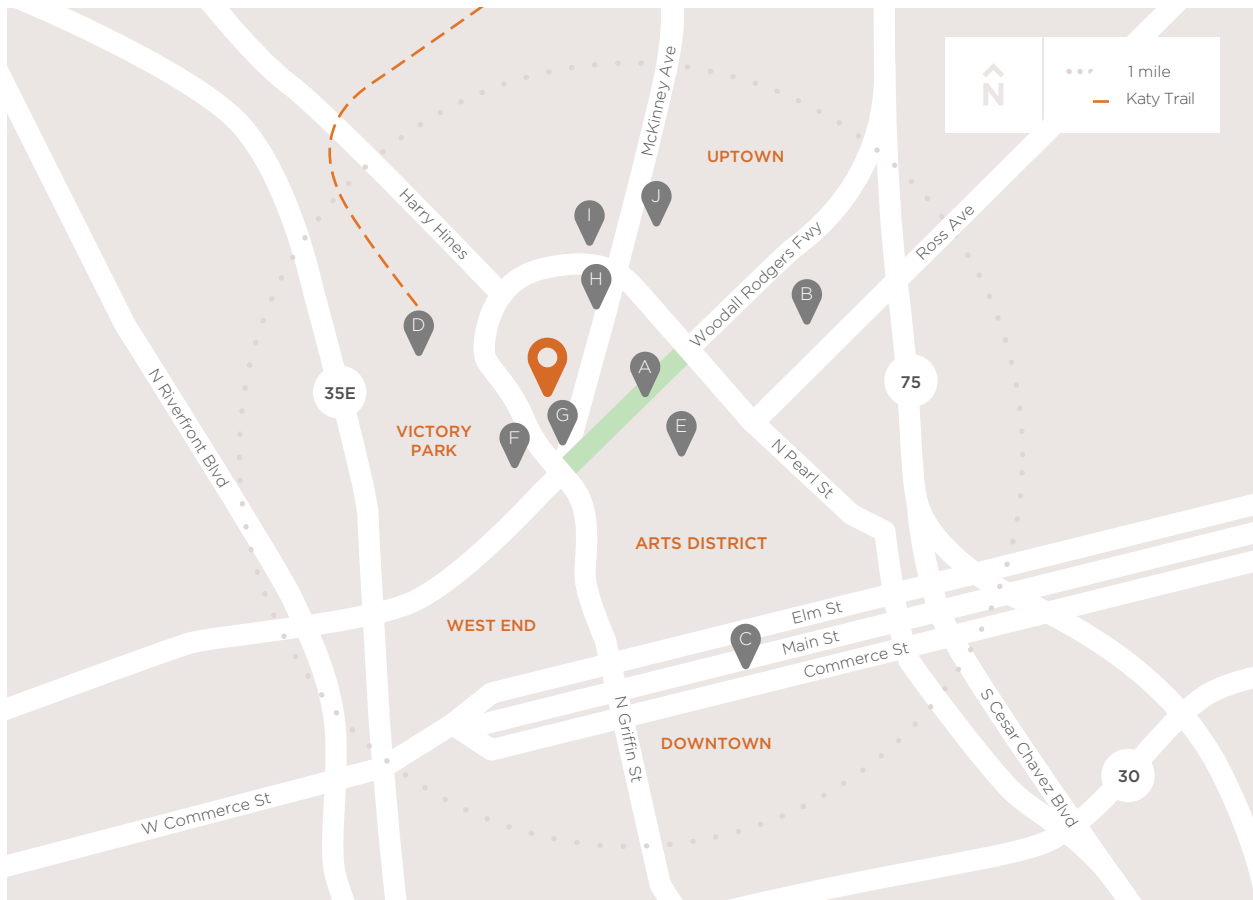 N
1 mile
Katy Trail
McKinney Ave
UPTOWN
J
I
Harry Hines
Ross Ave
Woodall Rodgers Fwy
H
B
D
A
35E
75
N Riverfront Blvd
G
E
F
VICTORY
PARK
N Pearl St
ARTS DISTRICT
WEST END
Elm St
C
Main St
Commerce St
N Griffin St
S Cesar Chavez Blvd
DOWNTOWN
30
W Commerce St